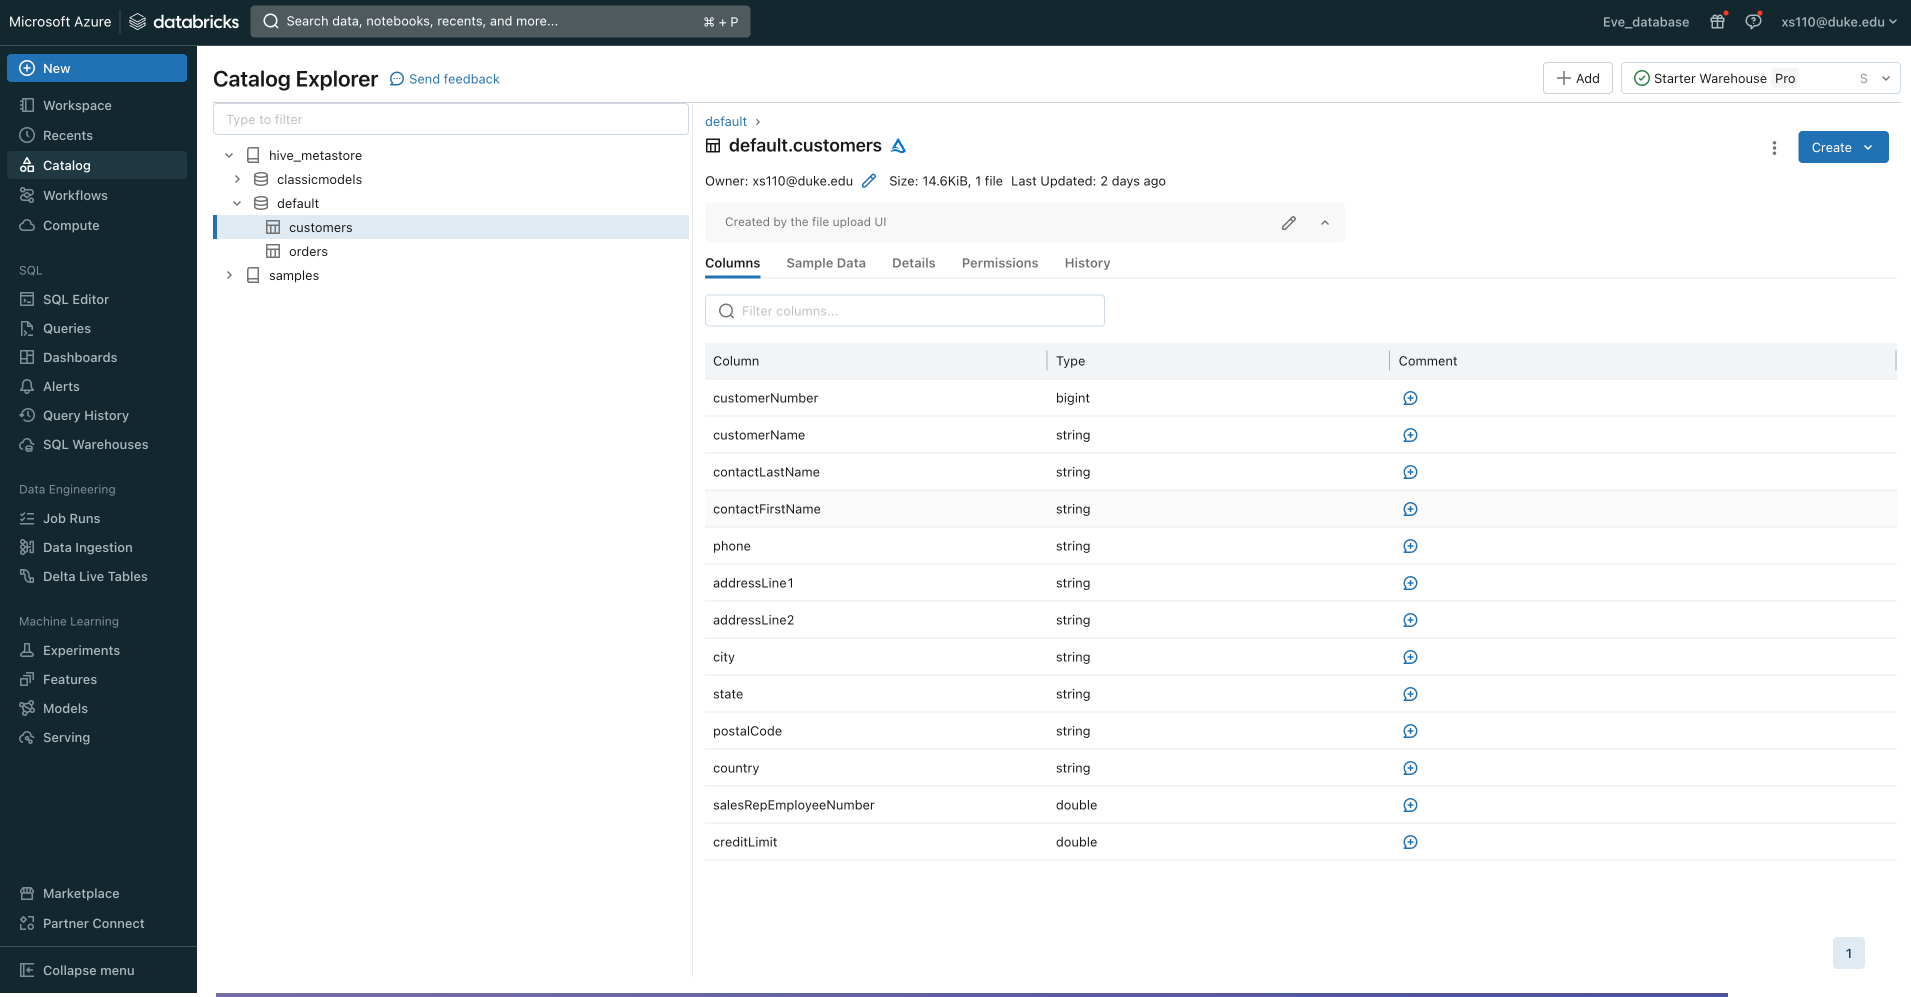 Microsoft Azure databricks Search data, notebooks, recents, and more... ⌘ + P Eve_database xs110@duke.edu
New
Workspace
Recents
Catalog
Workflows
Compute
SQL
SQL Editor
Queries
Dashboards
Alerts
Query History
SQL Warehouses
Data Engineering
Job Runs
Data Ingestion
Delta Live Tables
Machine Learning
Experiments
Features
Models
Serving
Marketplace
Partner Connect
Collapse menu
Catalog Explorer Send feedback
Add Starter Warehouse Pro S
Type to filter
hive_metastore
classicmodels
default
customers
orders
samples
default ›
default.customers
Create
Owner: xs110@duke.edu Size: 14.6KiB, 1 file Last Updated: 2 days ago
Created by the file upload UI
Columns Sample Data Details Permissions History
Filter columns...
Column Type Comment
customerNumber bigint
customerName string
contactLastName string
contactFirstName string
phone string
addressLine1 string
addressLine2 string
city string
state string
postalCode string
country string
salesRepEmployeeNumber double
creditLimit double
1